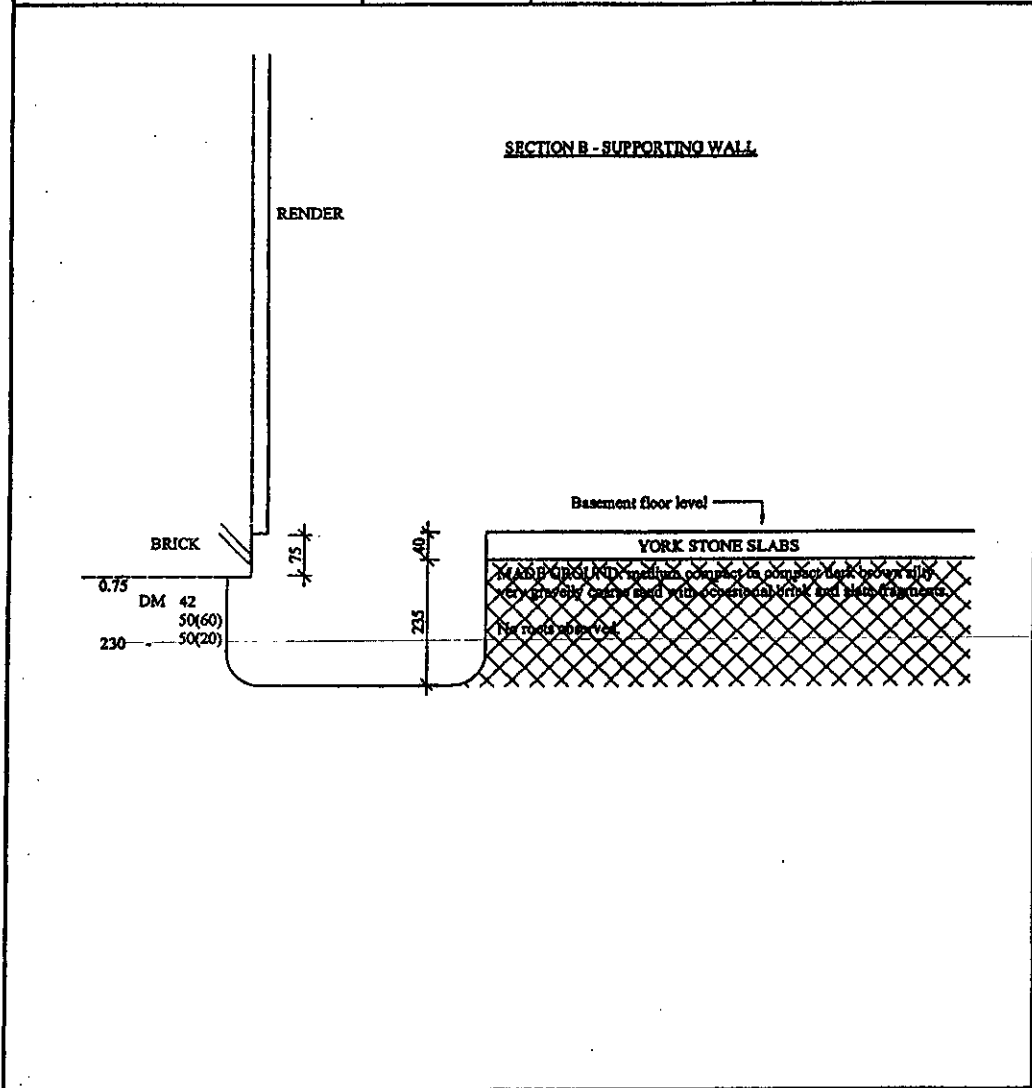 SECTION B - SUPPORTING WALL
RENDER
Basement floor level
BRICK
75
40
YORK STONE SLABS
0.75
MADE GROUND: medium compact to compact dark brown silty
very gravelly coarse sand with occasional brick and slate fragments.
DM 42
50(60)
235
No roots observed.
50(20)
230